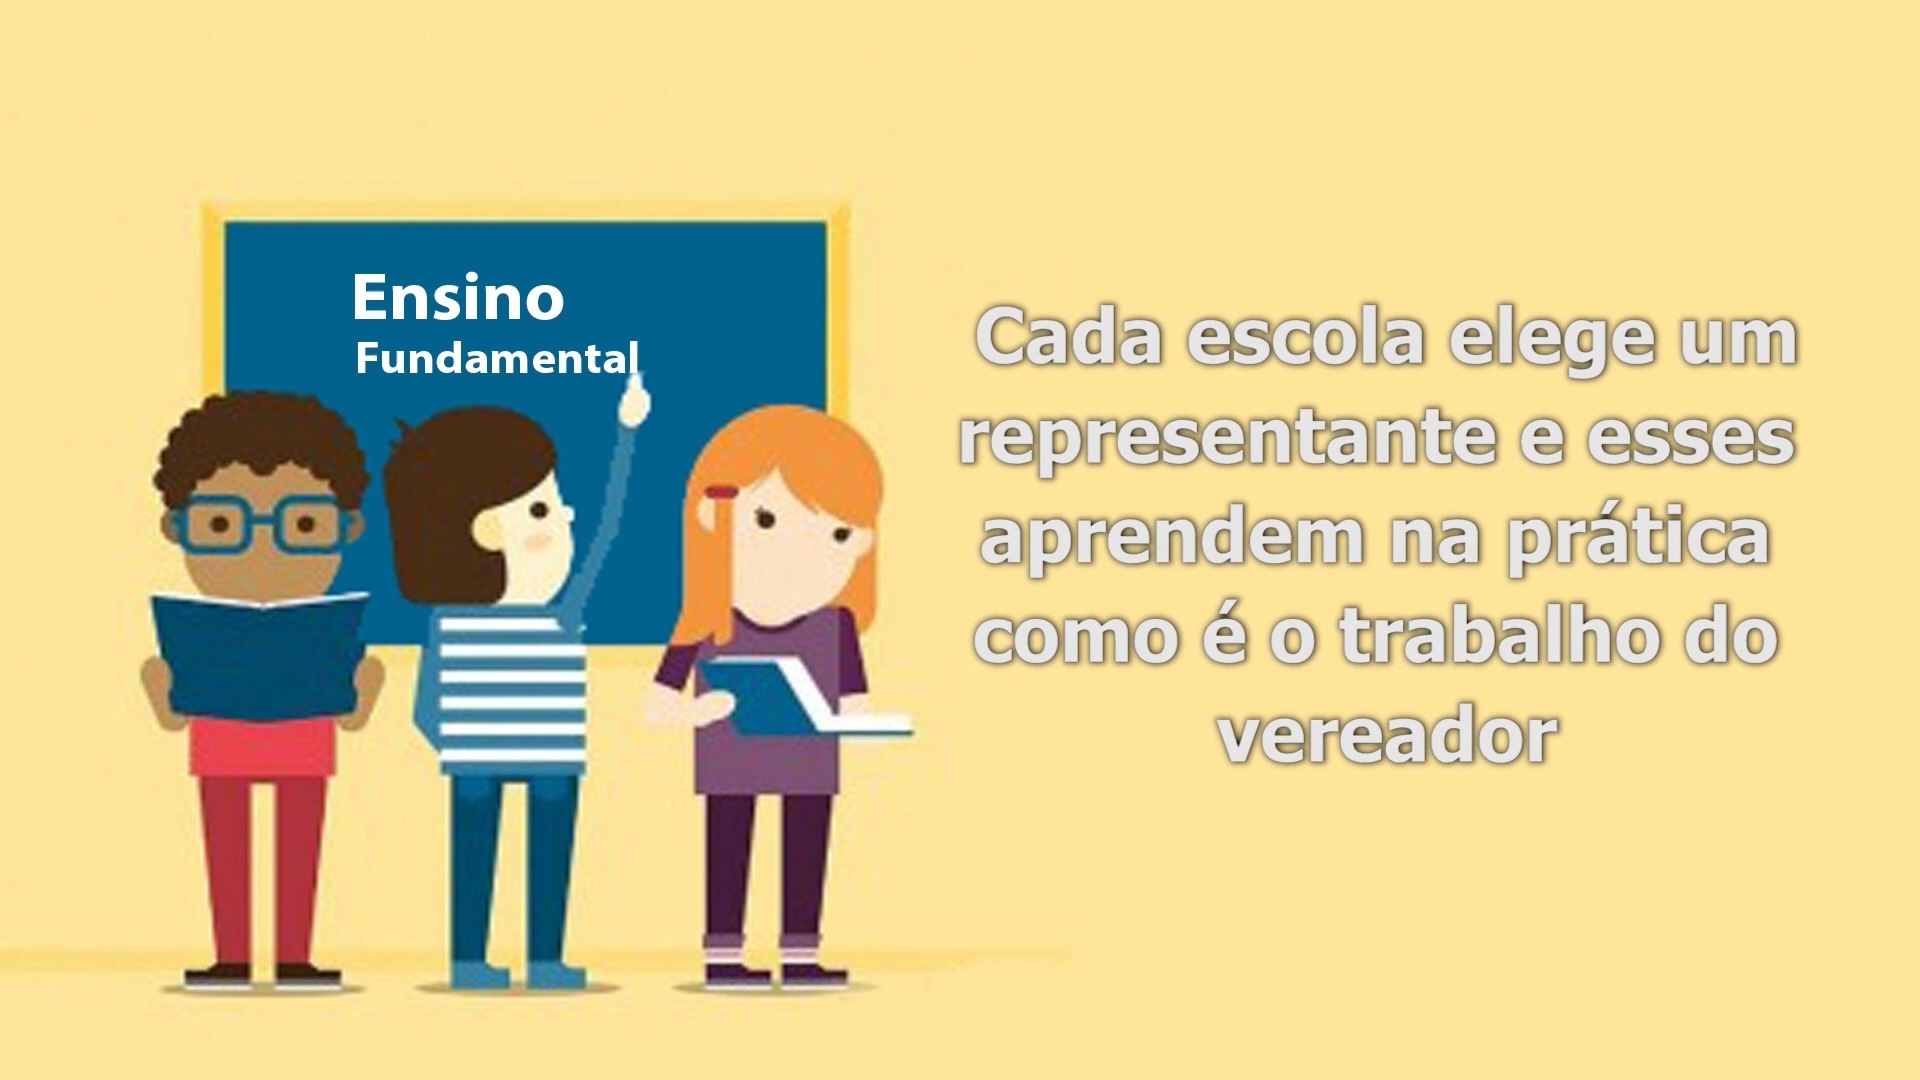 Ensino
Fundamental
Cada escola elege um
representante e esses
aprendem na prática
como é o trabalho do
vereador